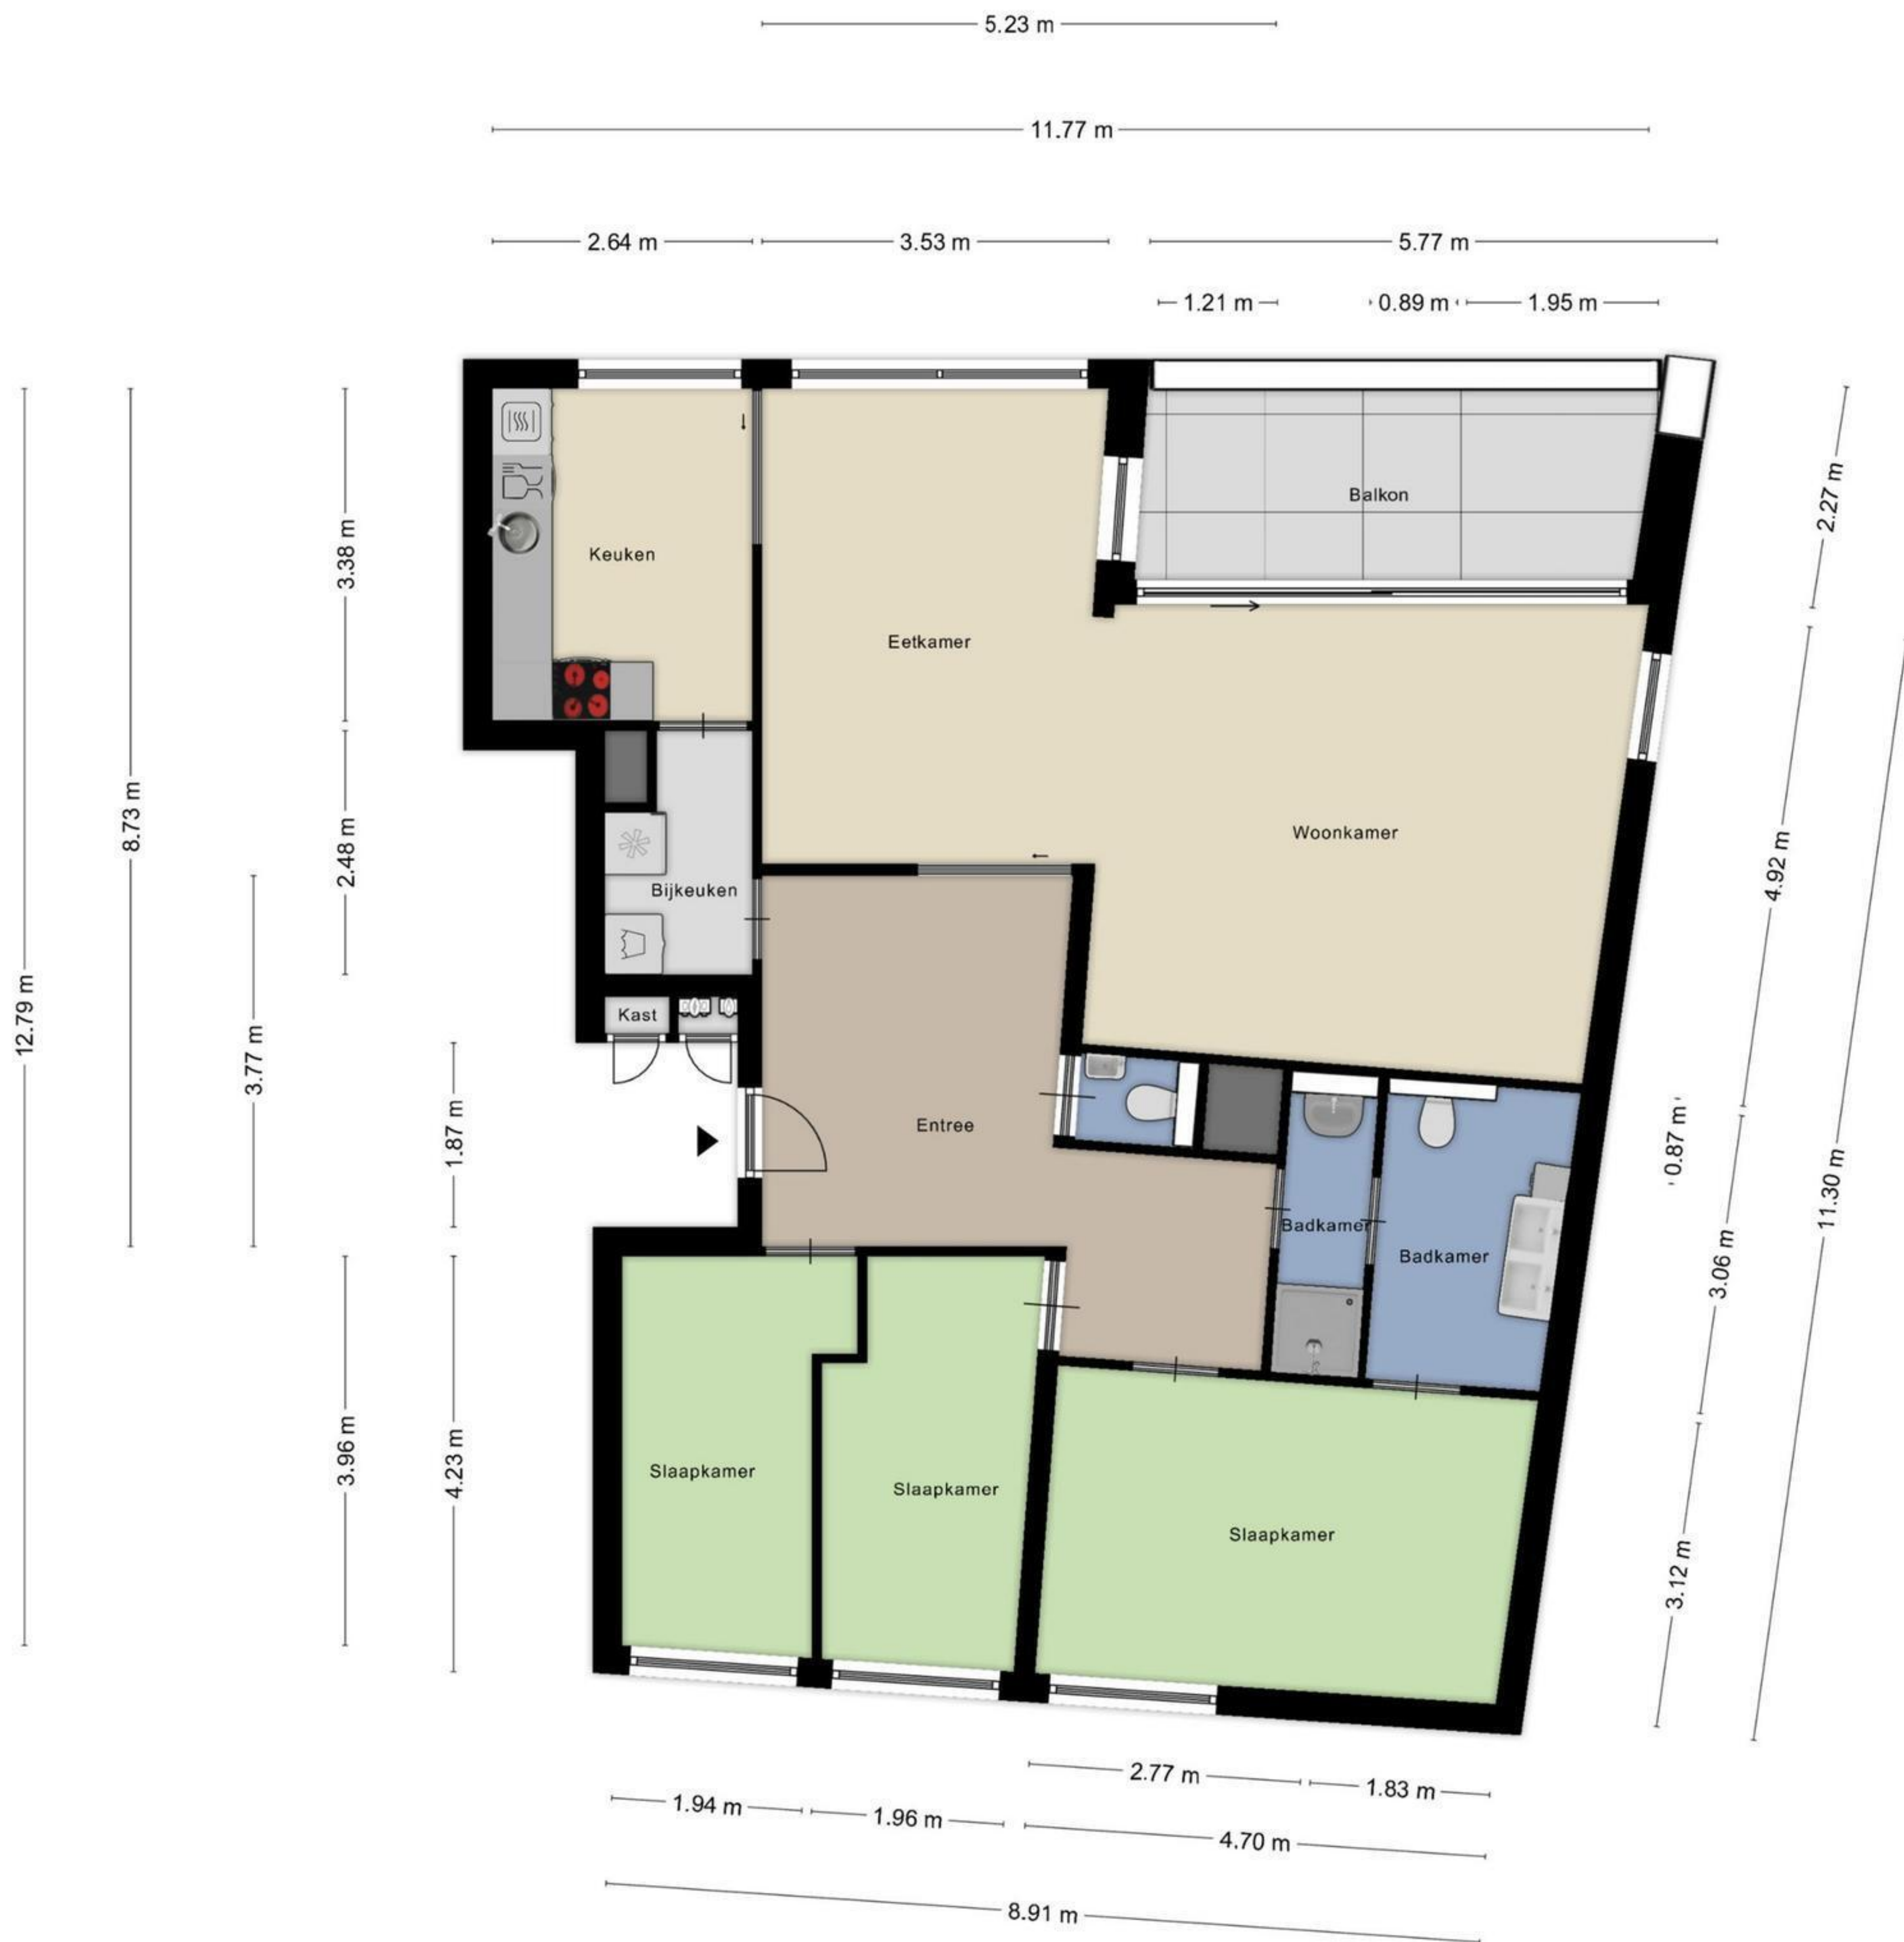 5.23 m
11.77 m
2.64 m
3.53 m
5.77 m
1.21 m
0.89 m
1.95 m
Balkon
2.27 m
Keuken
3.38 m
Eetkamer
8.73 m
Woonkamer
2.48 m
4.92 m
Bijkeuken
12.79 m
Kast
3.77 m
1.87 m
Entree
0.87 m
11.30 m
Badkamer
Badkamer
3.06 m
3.96 m
4.23 m
Slaapkamer
Slaapkamer
Slaapkamer
3.12 m
2.77 m
1.83 m
1.94 m
1.96 m
4.70 m
8.91 m